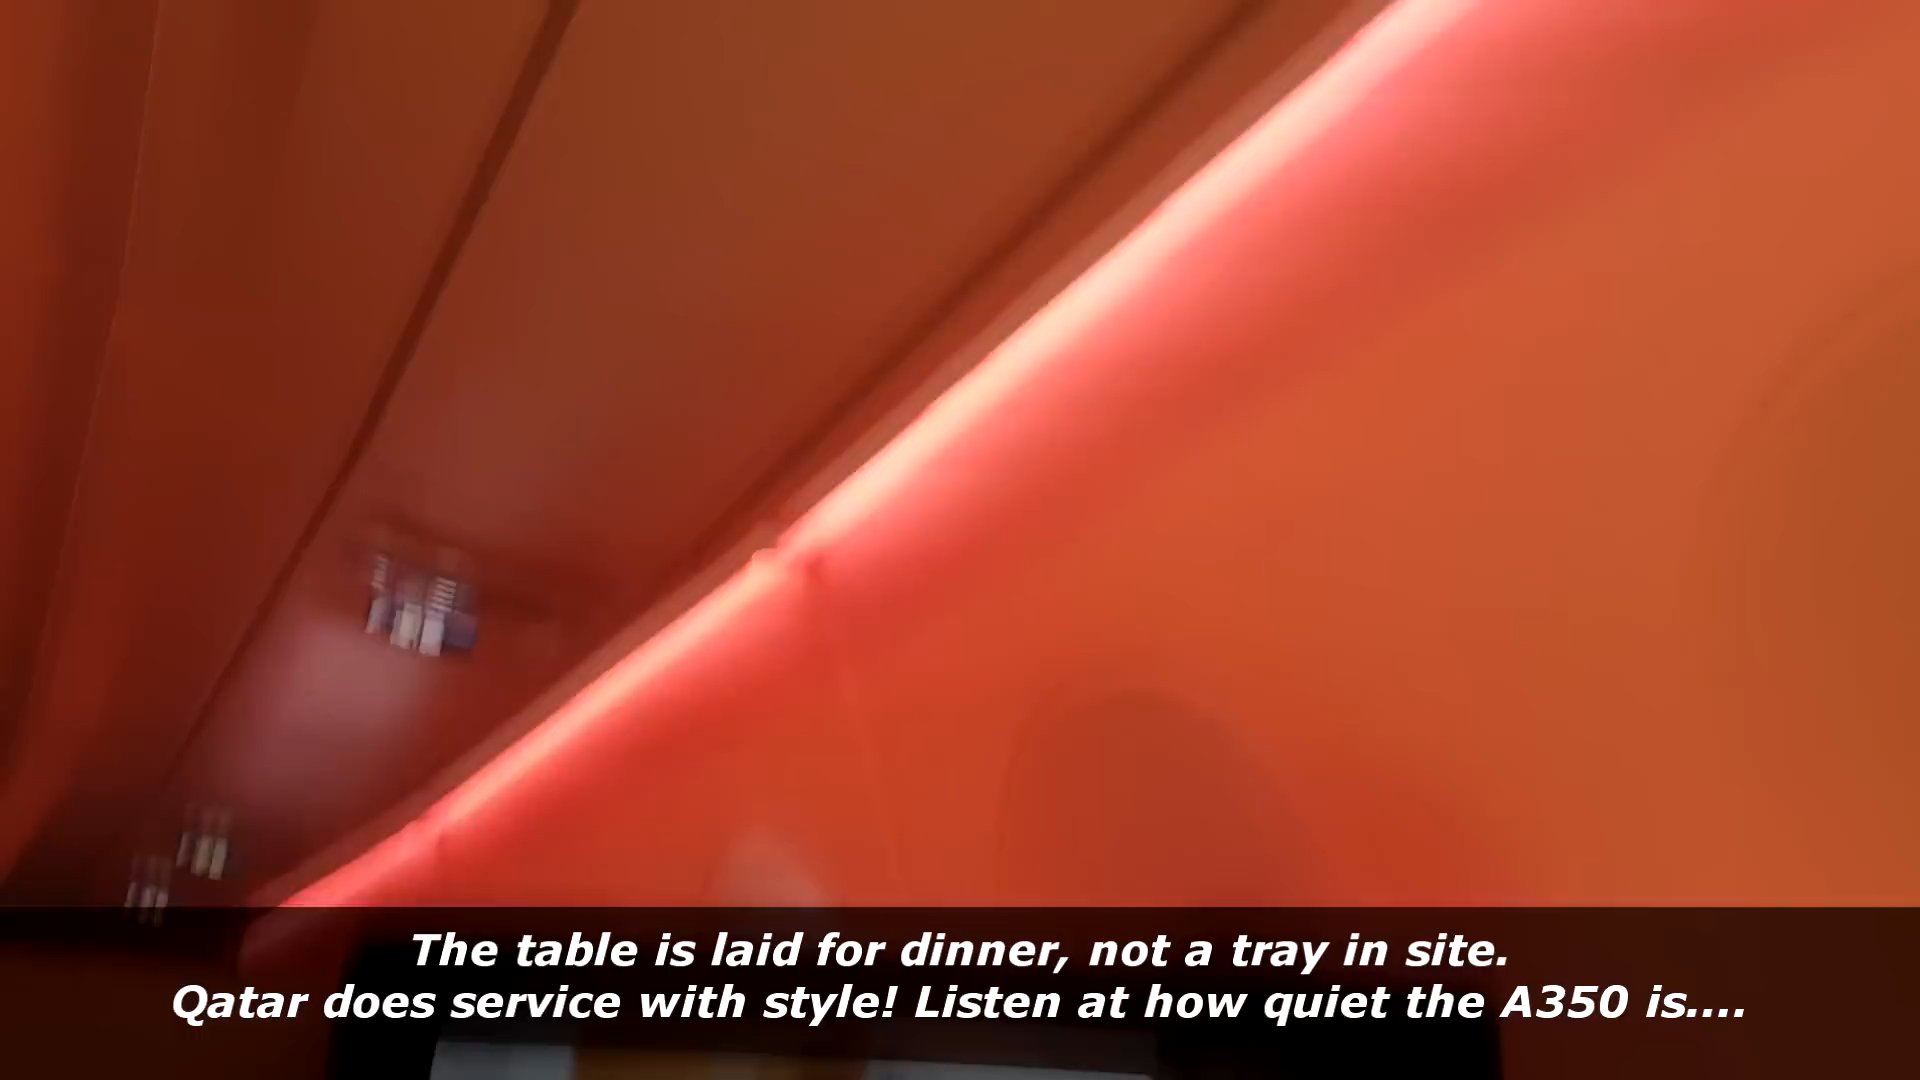 The table is laid for dinner, not a tray in site.
Qatar does service with style! Listen at how quiet the A350 is....